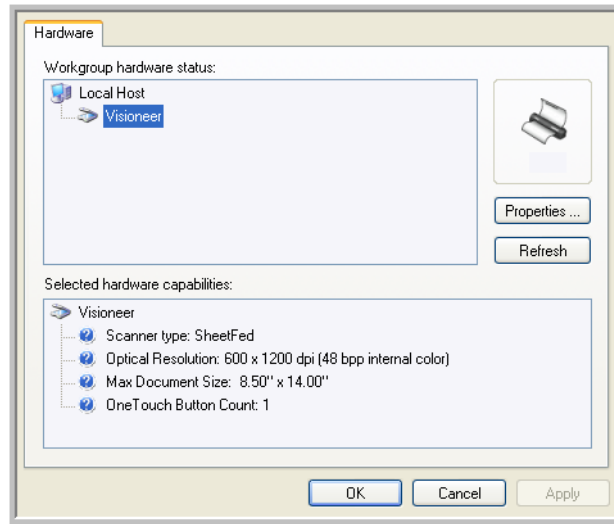 Hardware
Workgroup hardware status:
Local Host
Visioneer
Properties ...
Refresh
Selected hardware capabilities:
Visioneer
Scanner type: SheetFed
Optical Resolution: 600 x 1200 dpi (48 bpp internal color)
Max Document Size:  8.50'' x 14.00''
OneTouch Button Count: 1
OK
Cancel
Apply